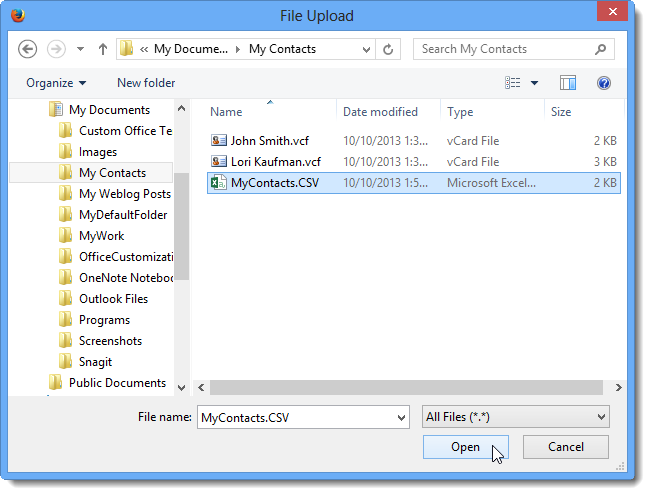 File Upload
« My Docume... My Contacts Search My Contacts
Organize New folder
Name Date modified Type Size
My Documents
Custom Office Te
Images
My Contacts
My Weblog Posts
MyDefaultFolder
MyWork
OfficeCustomizati
OneNote Noteboo
Outlook Files
Programs
Screenshots
Snagit
Public Documents
John Smith.vcf 10/10/2013 1:3... vCard File 2 KB
Lori Kaufman.vcf 10/10/2013 1:3... vCard File 3 KB
MyContacts.CSV 10/10/2013 1:5... Microsoft Excel... 2 KB
File name: MyContacts.CSV All Files (*.*)
Open Cancel